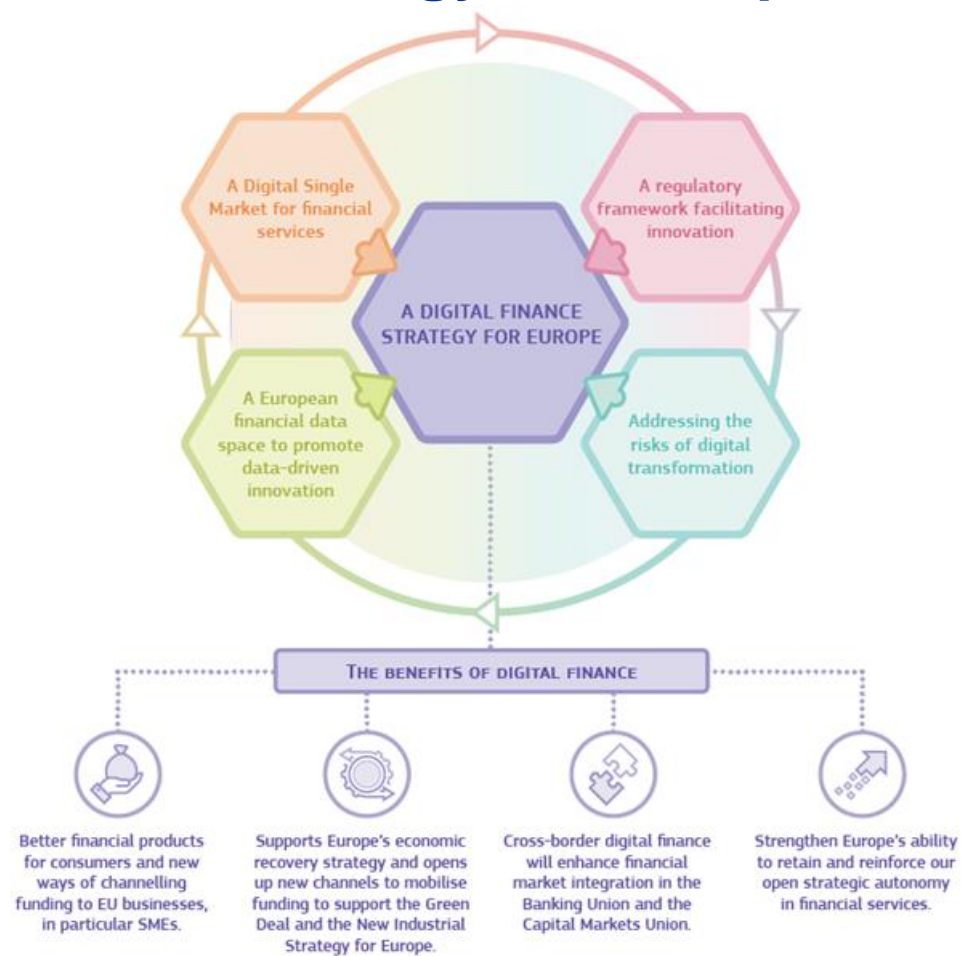 A Digital Single
Market for financial
services
A regulatory
framework facilitating
innovation
A DIGITAL FINANCE
STRATEGY FOR EUROPE
A European
financial data
space to promote
data-driven
innovation
Addressing the
risks of digital
transformation
THE BENEFITS OF DIGITAL FINANCE
Better financial products
for consumers and new
ways of channelling
funding to EU businesses,
in particular SMEs.
Supports Europe's economic
recovery strategy and opens
up new channels to mobilise
funding to support the Green
Deal and the New Industrial
Strategy for Europe.
Cross-border digital finance
will enhance financial
market integration in the
Banking Union and the
Capital Markets Union.
Strengthen Europe's ability
to retain and reinforce our
open strategic autonomy
in financial services.